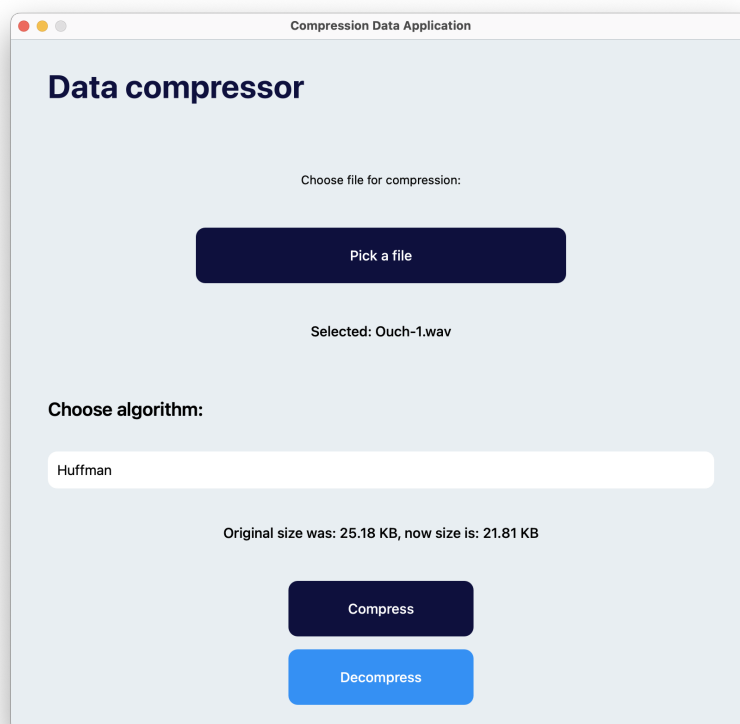 Compression Data Application
Data compressor
Choose file for compression:
Pick a file
Selected: Ouch-1.wav
Choose algorithm:
Huffman
Original size was: 25.18 KB, now size is: 21.81 KB
Compress
Decompress